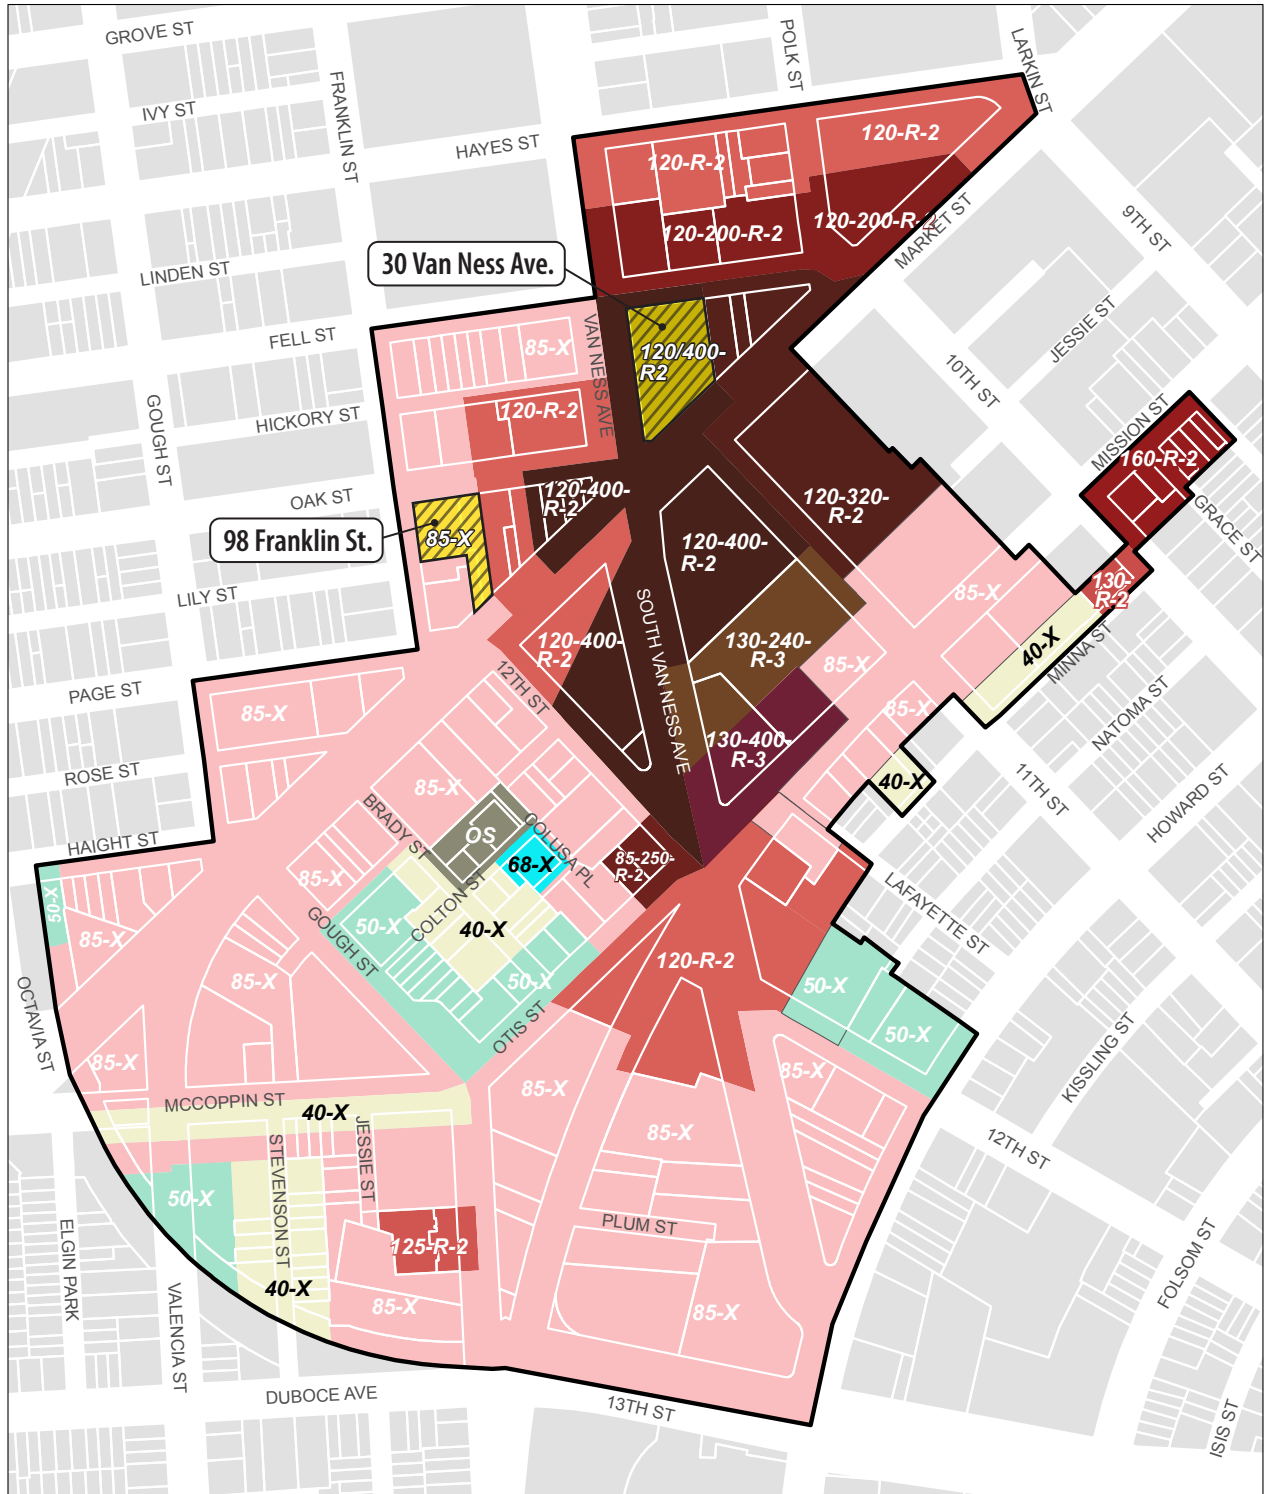 GROVE ST
POLK ST
LARKIN ST
IVY ST
FRANKLIN ST
HAYES ST
120-R-2
120-R-2
120-200-R-2
120-200-R-2
MARKET ST
9TH ST
30 Van Ness Ave.
LINDEN ST
FELL ST
VAN NESS AVE
85-X
120/400-
R2
JESSIE ST
10TH ST
GOUGH ST
HICKORY ST
120-R-2
MISSION ST
160-R-2
OAK ST
120-400-
R-2
120-320-
R-2
GRACE ST
98 Franklin St.
85-X
120-400-
R-2
LILY ST
85-X
130-
R-2
SOUTH VAN NESS AVE
120-400-
R-2
130-240-
R-3
85-X
40-X
MINNA ST
12TH ST
PAGE ST
85-X
85-X
NATOMA ST
130-400-
R-3
ROSE ST
85-X
40-X
11TH ST
HOWARD ST
BRADY ST
OS
COLUSA PL
HAIGHT ST
68-X
85-250-
R-2
85-X
COLTON ST
LAFAYETTE ST
50-X
85-X
GOUGH ST
50-X
40-X
120-R-2
85-X
50-X
50-X
OCTAVIA ST
OTIS ST
50-X
85-X
85-X
85-X
KISSLING ST
MCCOPPIN ST
40-X
85-X
JESSIE ST
STEVENSON ST
12TH ST
50-X
PLUM ST
ELGIN PARK
125-R-2
FOLSOM ST
40-X
85-X
85-X
VALENCIA ST
DUBOCE AVE
13TH ST
ISIS ST